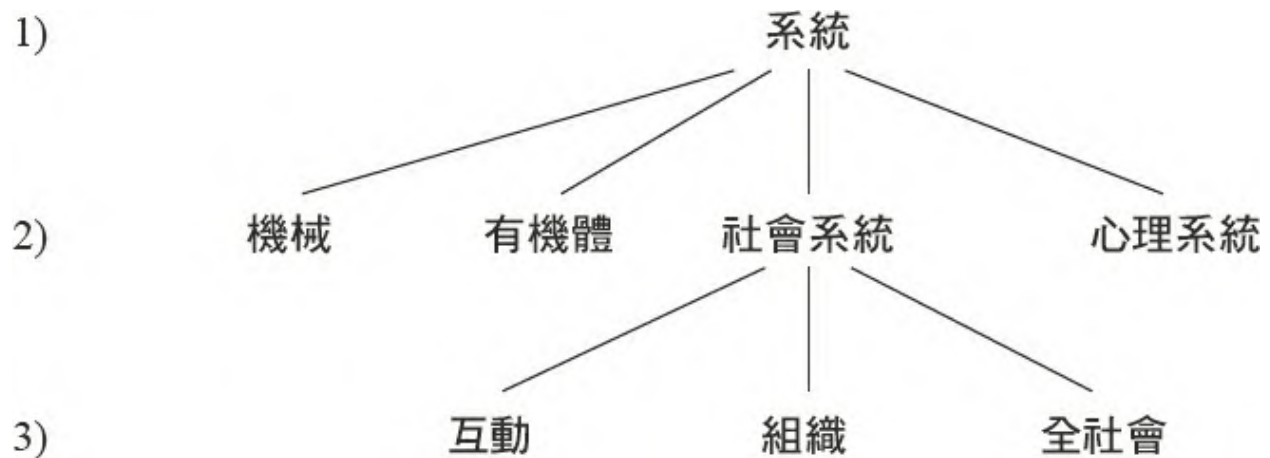 1) 系統
2) 機械 有機體 社會系統 心理系統
3) 互動 組織 全社會